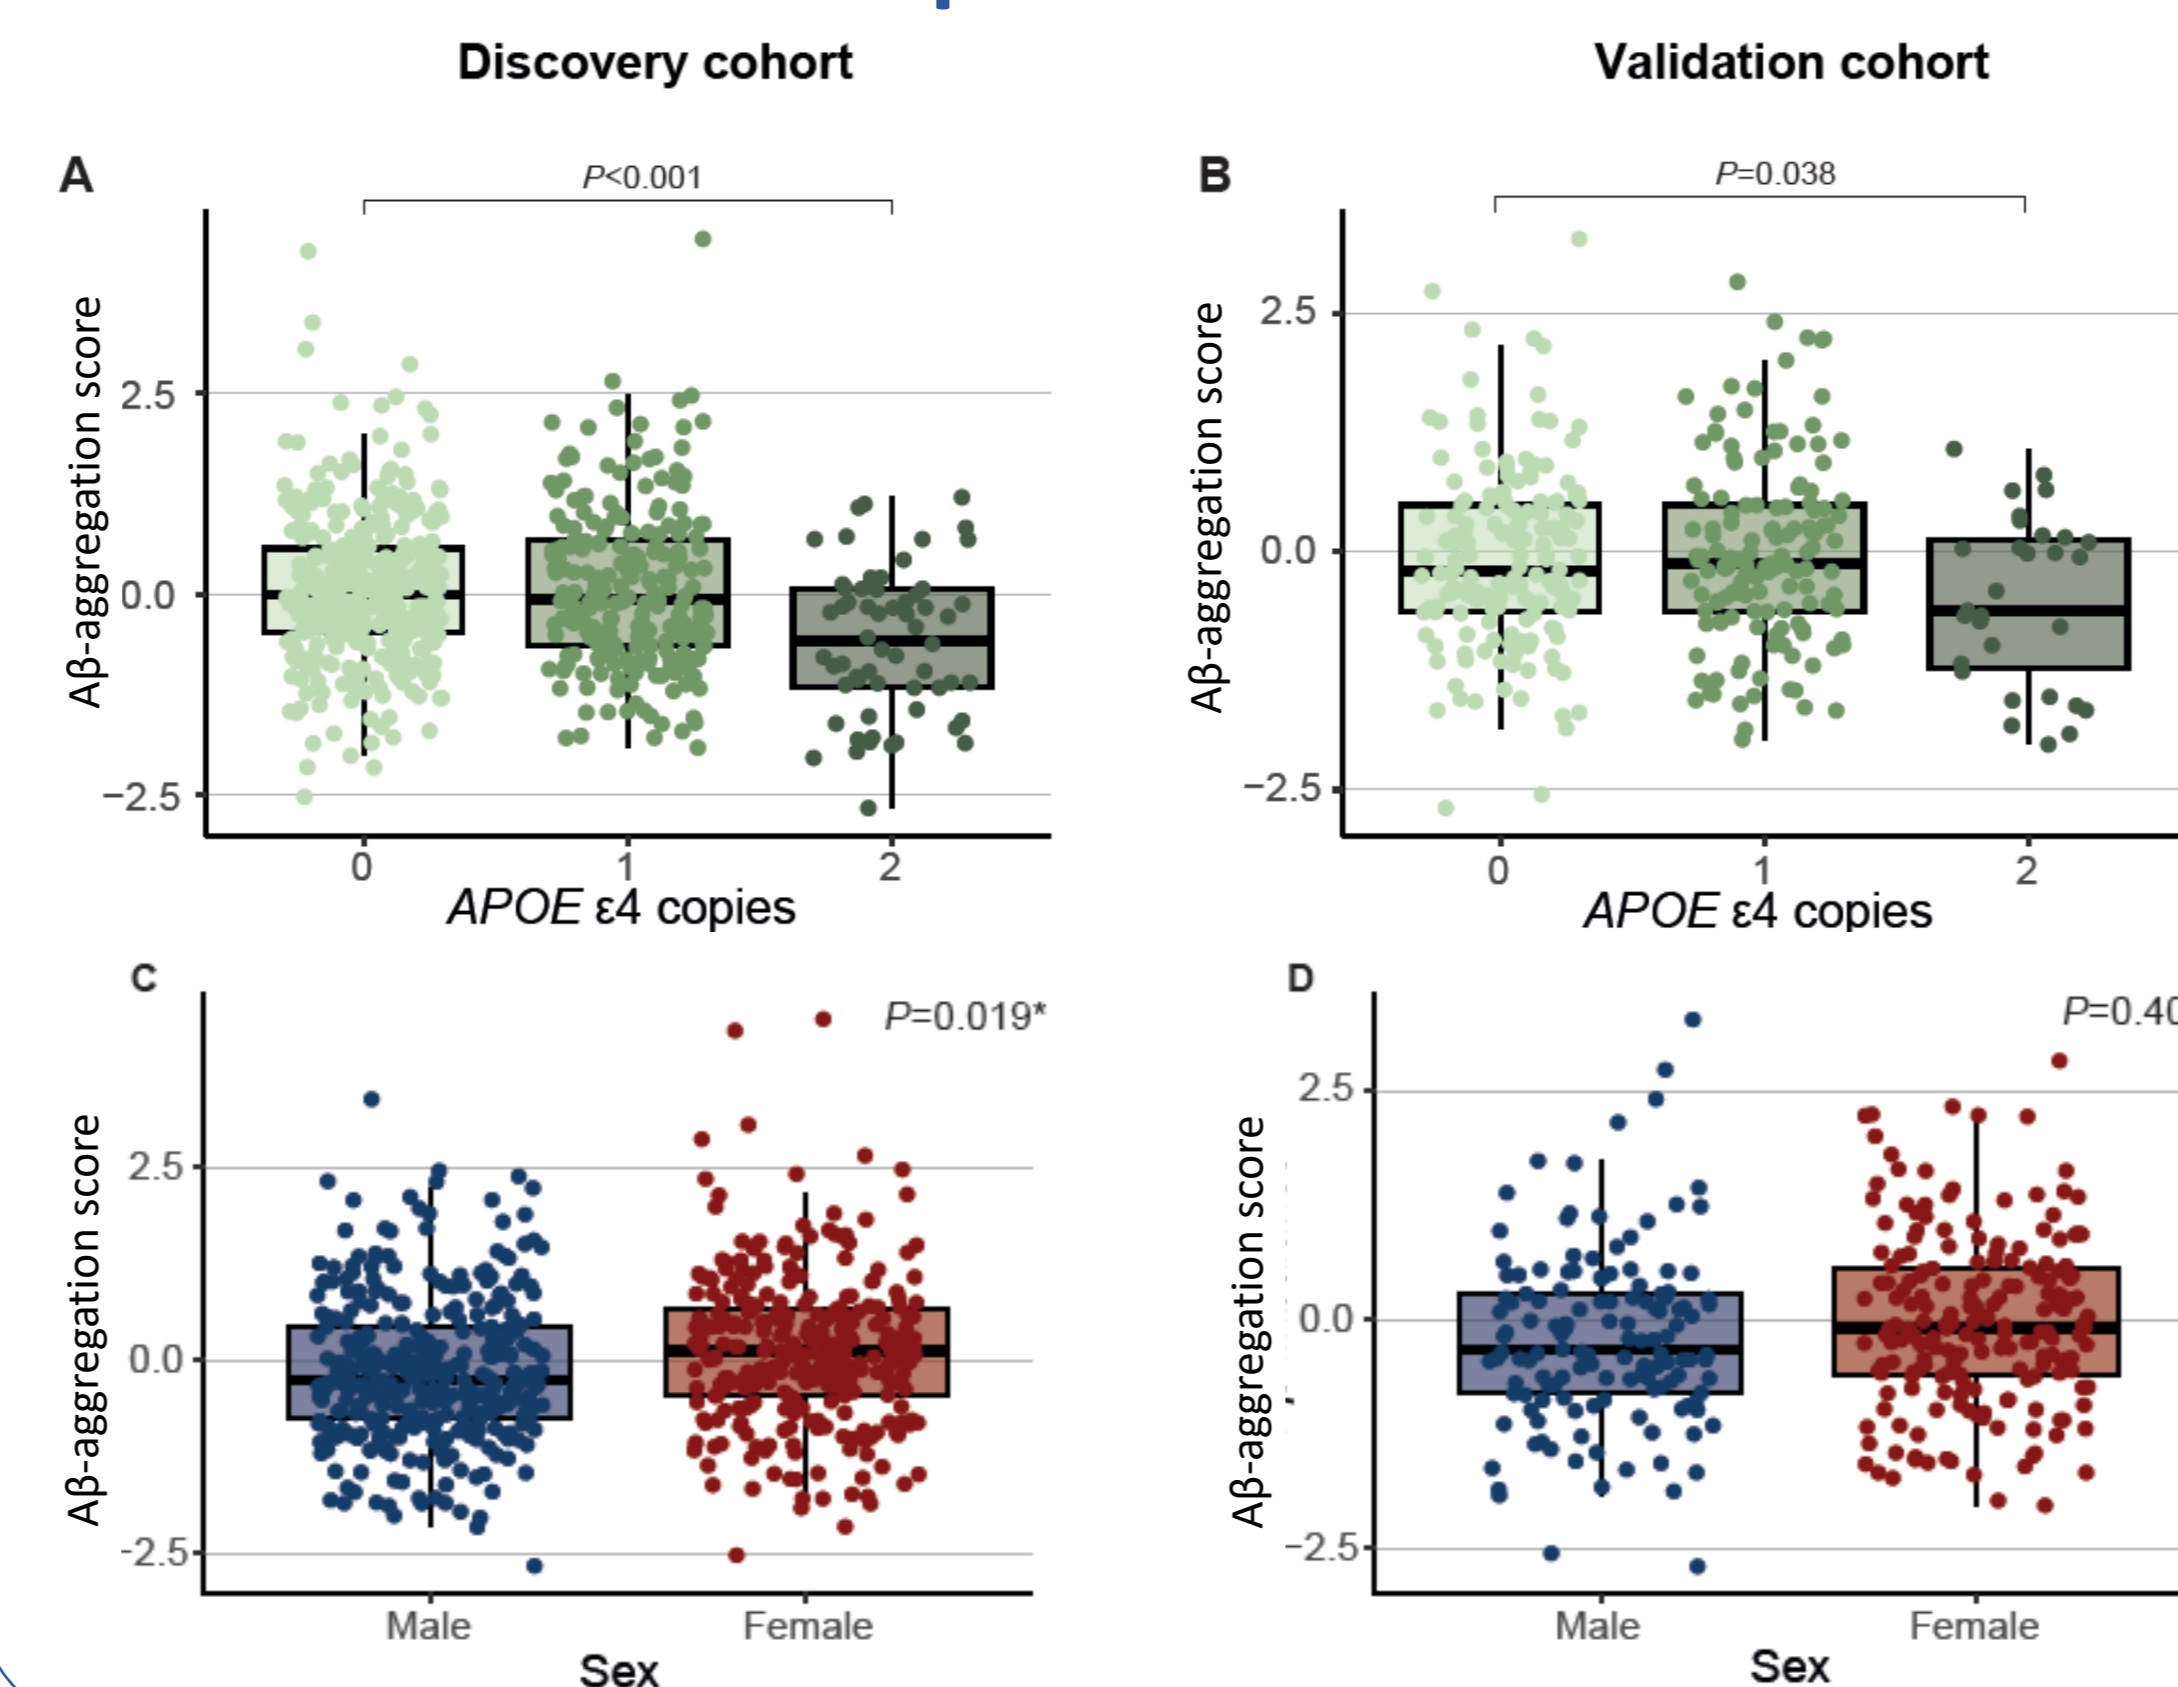 Discovery cohort
Validation cohort
A
P<0.001
Aβ-aggregation score
2.5
0.0
−2.5
0
1
2
APOE ε4 copies
B
P=0.038
Aβ-aggregation score
2.5
0.0
−2.5
0
1
2
APOE ε4 copies
C
P=0.019*
Aβ-aggregation score
2.5
0.0
-2.5
Male
Female
Sex
D
P=0.40
Aβ-aggregation score
2.5
0.0
−2.5
Male
Female
Sex